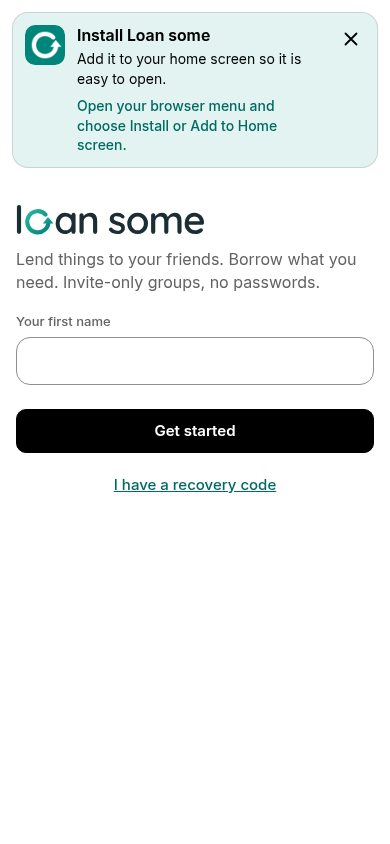 Install Loan some
Add it to your home screen so it is
easy to open.
Open your browser menu and
choose Install or Add to Home
screen.
loan some
Lend things to your friends. Borrow what you
need. Invite-only groups, no passwords.
Your first name
Get started
I have a recovery code